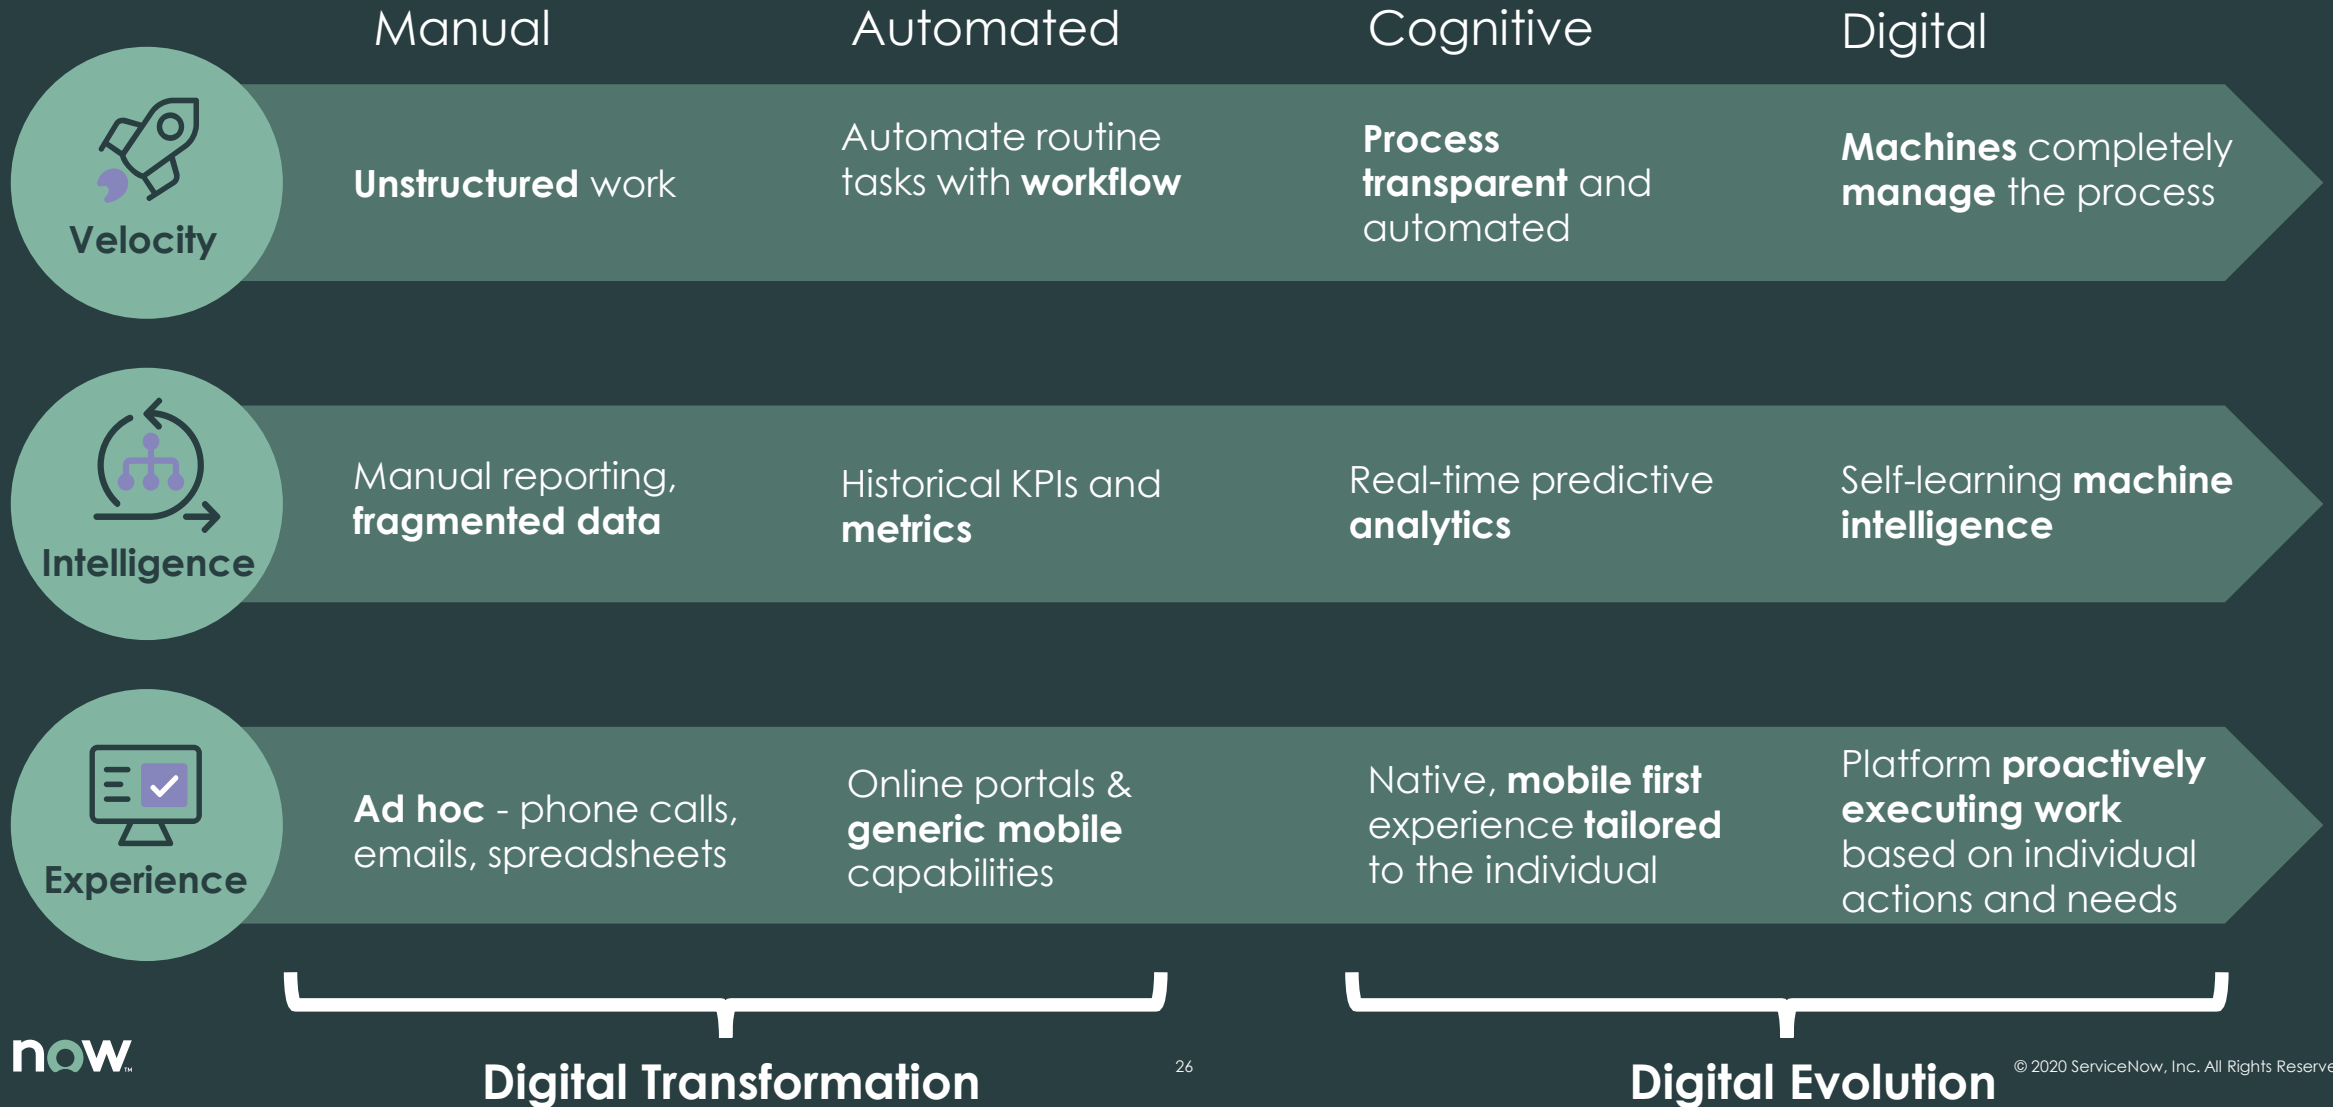 Manual
Automated
Cognitive
Digital
Velocity
Unstructured work
Automate routine
tasks with workflow
Process
transparent and
automated
Machines completely
manage the process
Intelligence
Manual reporting,
fragmented data
Historical KPIs and
metrics
Real-time predictive
analytics
Self-learning machine
intelligence
Experience
Ad hoc - phone calls,
emails, spreadsheets
Online portals &
generic mobile
capabilities
Native, mobile first
experience tailored
to the individual
Platform proactively
executing work
based on individual
actions and needs
now™
Digital Transformation
26
Digital Evolution
© 2020 ServiceNow, Inc. All Rights Reserve